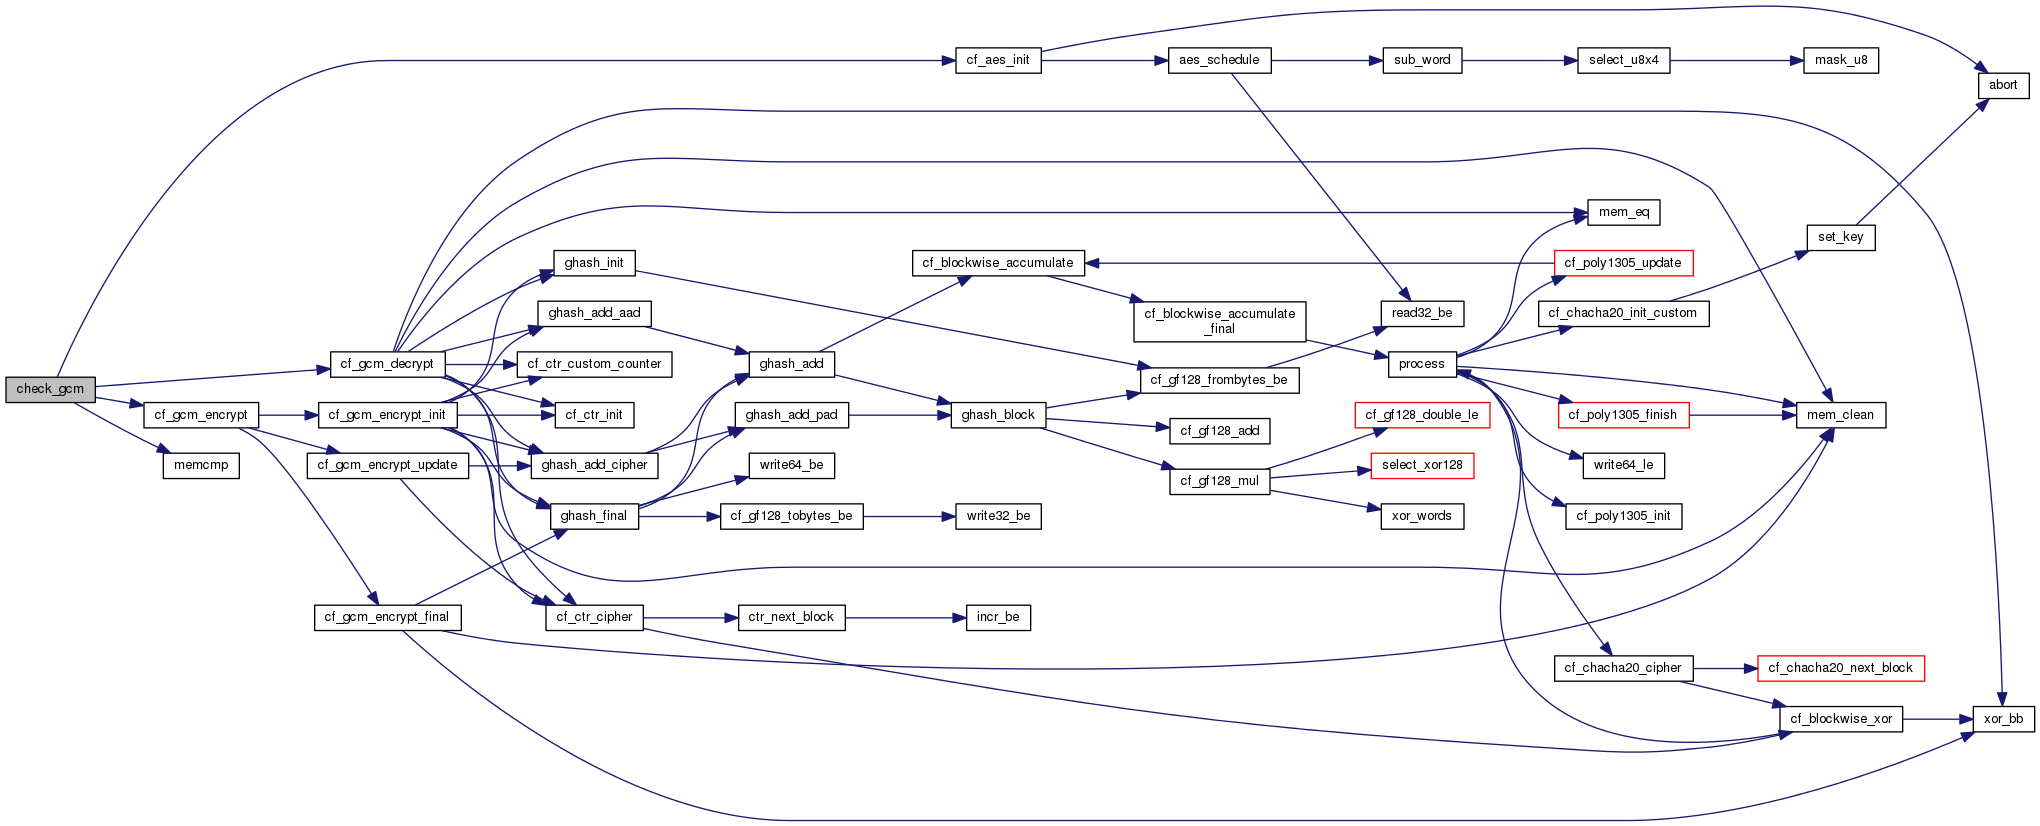 check_gcm
cf_aes_init
aes_schedule
sub_word
select_u8x4
mask_u8
abort
mem_eq
set_key
ghash_init
cf_blockwise_accumulate
cf_poly1305_update
ghash_add_aad
cf_blockwise_accumulate
_final
read32_be
cf_chacha20_init_custom
cf_gcm_decrypt
cf_ctr_custom_counter
ghash_add
cf_gf128_frombytes_be
process
cf_gcm_encrypt
cf_gcm_encrypt_init
cf_ctr_init
ghash_add_pad
ghash_block
cf_gf128_add
cf_gf128_double_le
cf_poly1305_finish
mem_clean
memcmp
cf_gcm_encrypt_update
ghash_add_cipher
write64_be
cf_gf128_mul
select_xor128
write64_le
ghash_final
cf_gf128_tobytes_be
write32_be
xor_words
cf_poly1305_init
cf_gcm_encrypt_final
cf_ctr_cipher
ctr_next_block
incr_be
cf_chacha20_cipher
cf_chacha20_next_block
cf_blockwise_xor
xor_bb